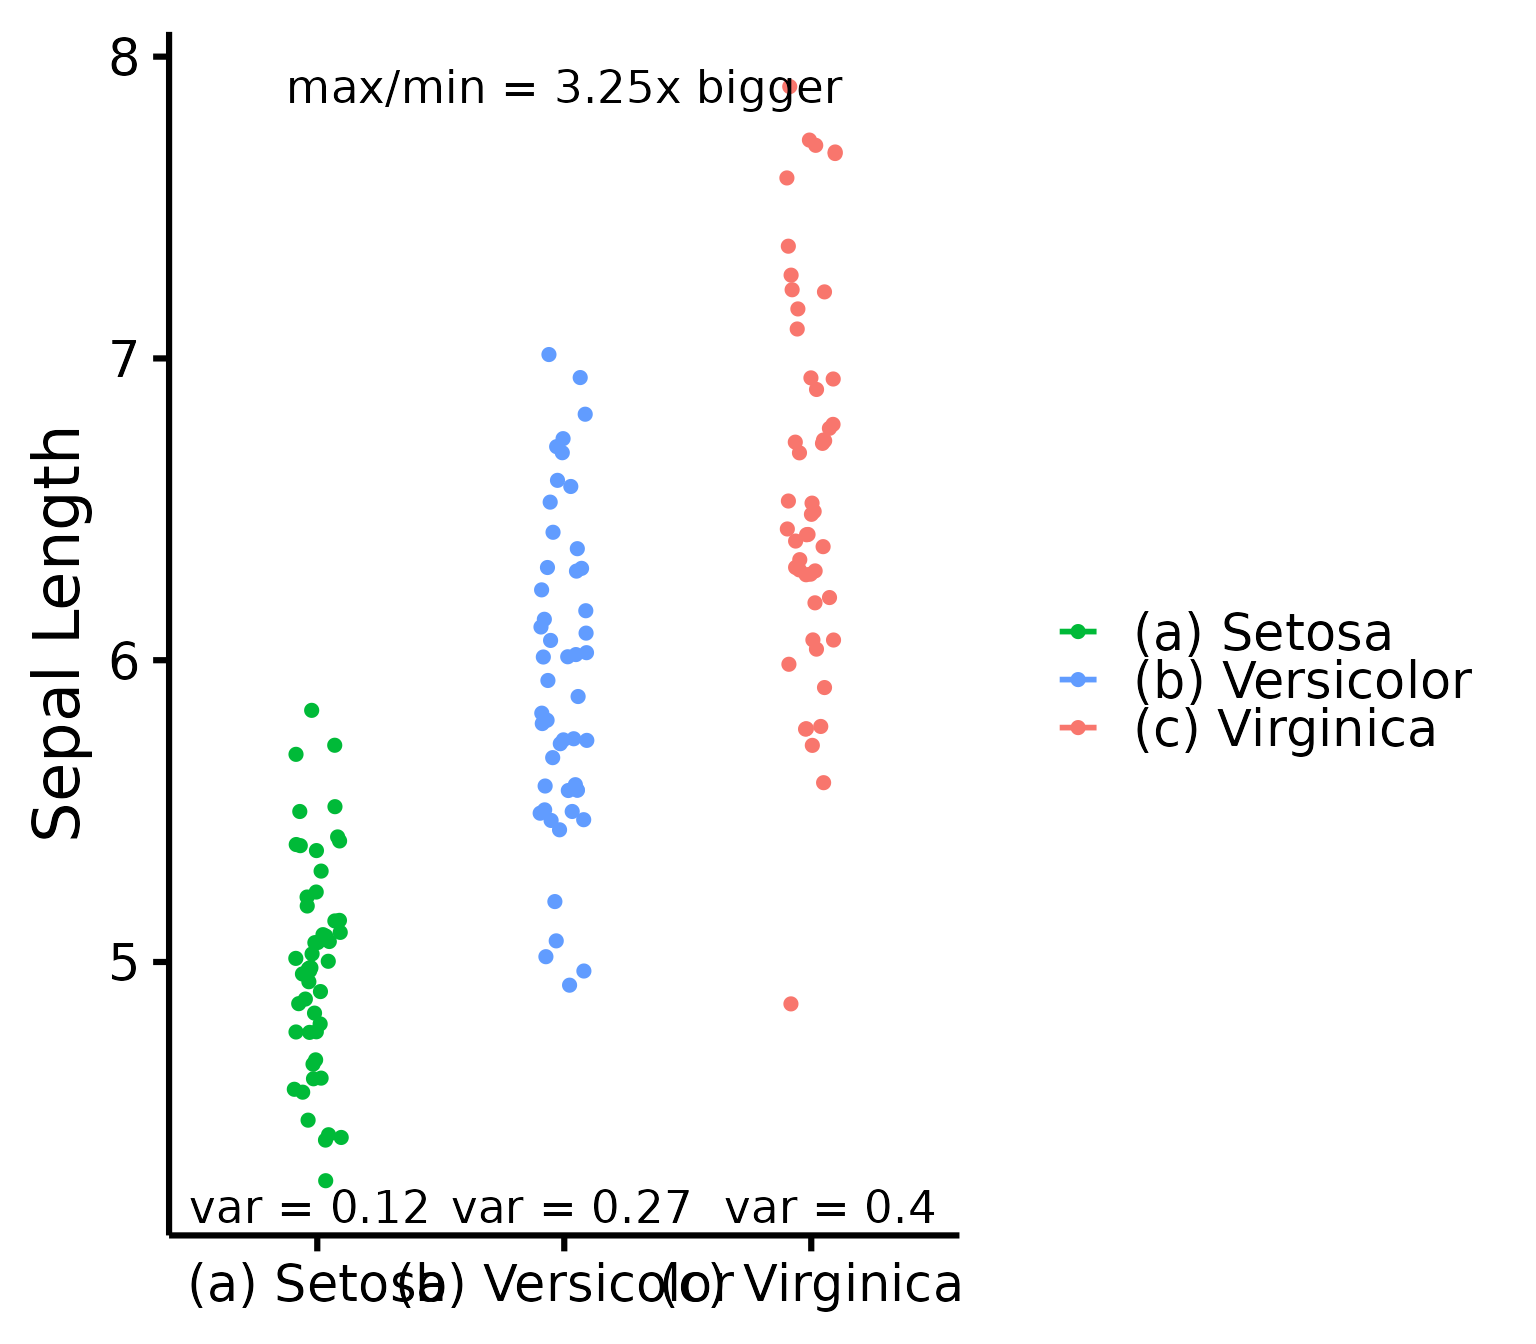 8
max/min = 3.25x bigger
7
Sepal Length
6
5
(a) Setosa
(b) Versicolor
(c) Virginica
var = 0.12
var = 0.27
var = 0.4
(a) Setosa
(b) Versicolor
(c) Virginica